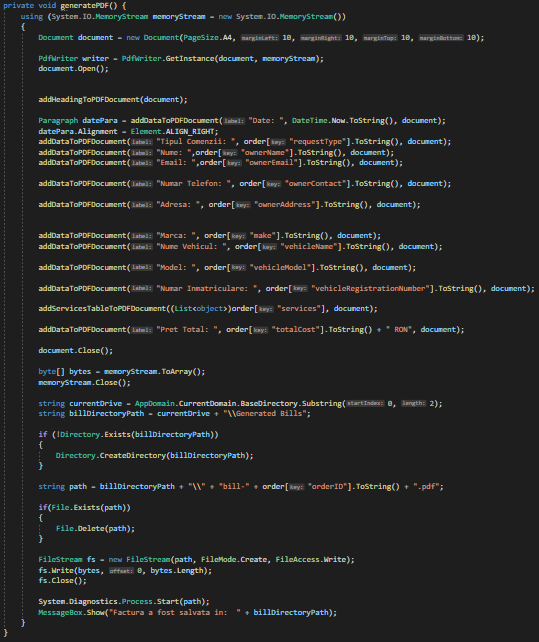 private void generatePDF() {
using (System.IO.MemoryStream memoryStream = new System.IO.MemoryStream())
{
Document document = new Document(PageSize.A4, marginLeft: 10, marginRight: 10, marginTop: 10, marginBottom: 10);
PdfWriter writer = PdfWriter.GetInstance(document, memoryStream);
document.Open();
addHeadingToPDFDocument(document);
Paragraph datePara = addDataToPDFDocument(label: "Date: ", DateTime.Now.ToString(), document);
datePara.Alignment = Element.ALIGN_RIGHT;
addDataToPDFDocument(label: "Tipul Comenzii: ", order[key: "requestType"].ToString(), document);
addDataToPDFDocument(label: "Nume: ",order[key: "ownerName"].ToString(), document);
addDataToPDFDocument(label: "Email: ",order[key: "ownerEmail"].ToString(), document);
addDataToPDFDocument(label: "Numar Telefon: ", order[key: "ownerContact"].ToString(), document);
addDataToPDFDocument(label: "Adresa: ", order[key: "ownerAddress"].ToString(), document);
addDataToPDFDocument(label: "Marca: ", order[key: "make"].ToString(), document);
addDataToPDFDocument(label: "Nume Vehicul: ", order[key: "vehicleName"].ToString(), document);
addDataToPDFDocument(label: "Model: ", order[key: "vehicleModel"].ToString(), document);
addDataToPDFDocument(label: "Numar Inmatriculare: ", order[key: "vehicleRegistrationNumber"].ToString(), document);
addServicesTableToPDFDocument((List<object>)order[key: "services"], document);
addDataToPDFDocument(label: "Pret Total: ", order[key: "totalCost"].ToString() + " RON", document);
document.Close();
byte[] bytes = memoryStream.ToArray();
memoryStream.Close();
string currentDrive = AppDomain.CurrentDomain.BaseDirectory.Substring(startIndex: 0, length: 2);
string billDirectoryPath = currentDrive + "\\Generated Bills";
if (!Directory.Exists(billDirectoryPath))
{
Directory.CreateDirectory(billDirectoryPath);
}
string path = billDirectoryPath + "\\" + "bill-" + order[key: "orderID"].ToString() + ".pdf";
if(File.Exists(path))
{
File.Delete(path);
}
FileStream fs = new FileStream(path, FileMode.Create, FileAccess.Write);
fs.Write(bytes, offset: 0, bytes.Length);
fs.Close();
System.Diagnostics.Process.Start(path);
MessageBox.Show("Factura a fost salvata in:  " + billDirectoryPath);
}
}